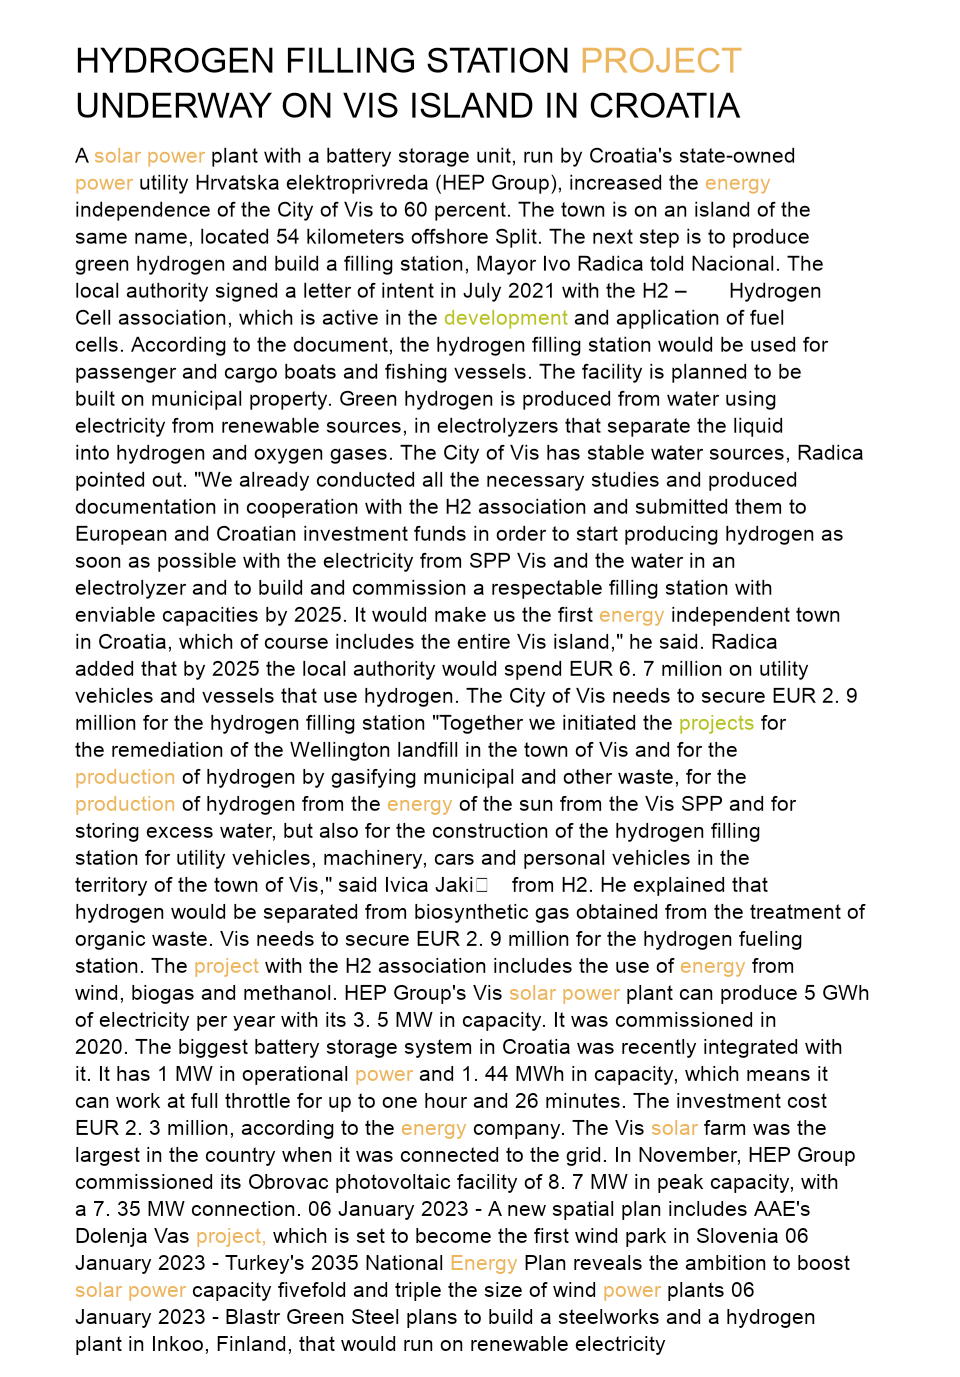 HYDROGEN FILLING STATION PROJECT
UNDERWAY ON VIS ISLAND IN CROATIA
A solar power plant with a battery storage unit, run by Croatia's state-owned
power utility Hrvatska elektroprivreda (HEP Group), increased the energy
independence of the City of Vis to 60 percent. The town is on an island of the
same name, located 54 kilometers offshore Split. The next step is to produce
green hydrogen and build a filling station, Mayor Ivo Radica told Nacional. The
local authority signed a letter of intent in July 2021 with the H2 – Hydrogen
Cell association, which is active in the development and application of fuel
cells. According to the document, the hydrogen filling station would be used for
passenger and cargo boats and fishing vessels. The facility is planned to be
built on municipal property. Green hydrogen is produced from water using
electricity from renewable sources, in electrolyzers that separate the liquid
into hydrogen and oxygen gases. The City of Vis has stable water sources, Radica
pointed out. "We already conducted all the necessary studies and produced
documentation in cooperation with the H2 association and submitted them to
European and Croatian investment funds in order to start producing hydrogen as
soon as possible with the electricity from SPP Vis and the water in an
electrolyzer and to build and commission a respectable filling station with
enviable capacities by 2025. It would make us the first energy independent town
in Croatia, which of course includes the entire Vis island," he said. Radica
added that by 2025 the local authority would spend EUR 6. 7 million on utility
vehicles and vessels that use hydrogen. The City of Vis needs to secure EUR 2. 9
million for the hydrogen filling station "Together we initiated the projects for
the remediation of the Wellington landfill in the town of Vis and for the
production of hydrogen by gasifying municipal and other waste, for the
production of hydrogen from the energy of the sun from the Vis SPP and for
storing excess water, but also for the construction of the hydrogen filling
station for utility vehicles, machinery, cars and personal vehicles in the
territory of the town of Vis," said Ivica Jaki from H2. He explained that
hydrogen would be separated from biosynthetic gas obtained from the treatment of
organic waste. Vis needs to secure EUR 2. 9 million for the hydrogen fueling
station. The project with the H2 association includes the use of energy from
wind, biogas and methanol. HEP Group's Vis solar power plant can produce 5 GWh
of electricity per year with its 3. 5 MW in capacity. It was commissioned in
2020. The biggest battery storage system in Croatia was recently integrated with
it. It has 1 MW in operational power and 1. 44 MWh in capacity, which means it
can work at full throttle for up to one hour and 26 minutes. The investment cost
EUR 2. 3 million, according to the energy company. The Vis solar farm was the
largest in the country when it was connected to the grid. In November, HEP Group
commissioned its Obrovac photovoltaic facility of 8. 7 MW in peak capacity, with
a 7. 35 MW connection. 06 January 2023 - A new spatial plan includes AAE's
Dolenja Vas project, which is set to become the first wind park in Slovenia 06
January 2023 - Turkey's 2035 National Energy Plan reveals the ambition to boost
solar power capacity fivefold and triple the size of wind power plants 06
January 2023 - Blastr Green Steel plans to build a steelworks and a hydrogen
plant in Inkoo, Finland, that would run on renewable electricity